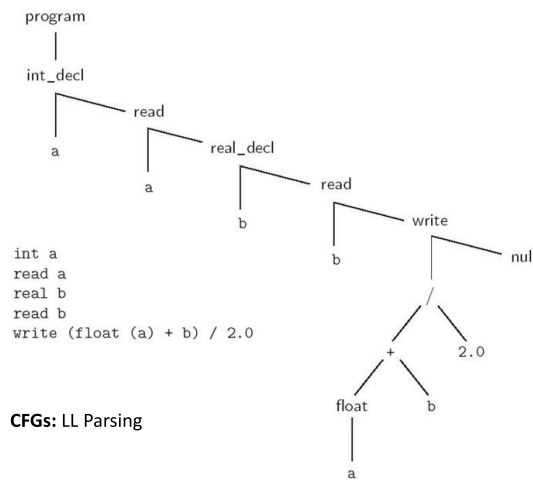 program
int_decl
read
a
real_decl
a
read
b
write
b
nul
int a
read a
real b
read b
write (float (a) + b) / 2.0
/
+
2.0
float
b
a
CFGs: LL Parsing